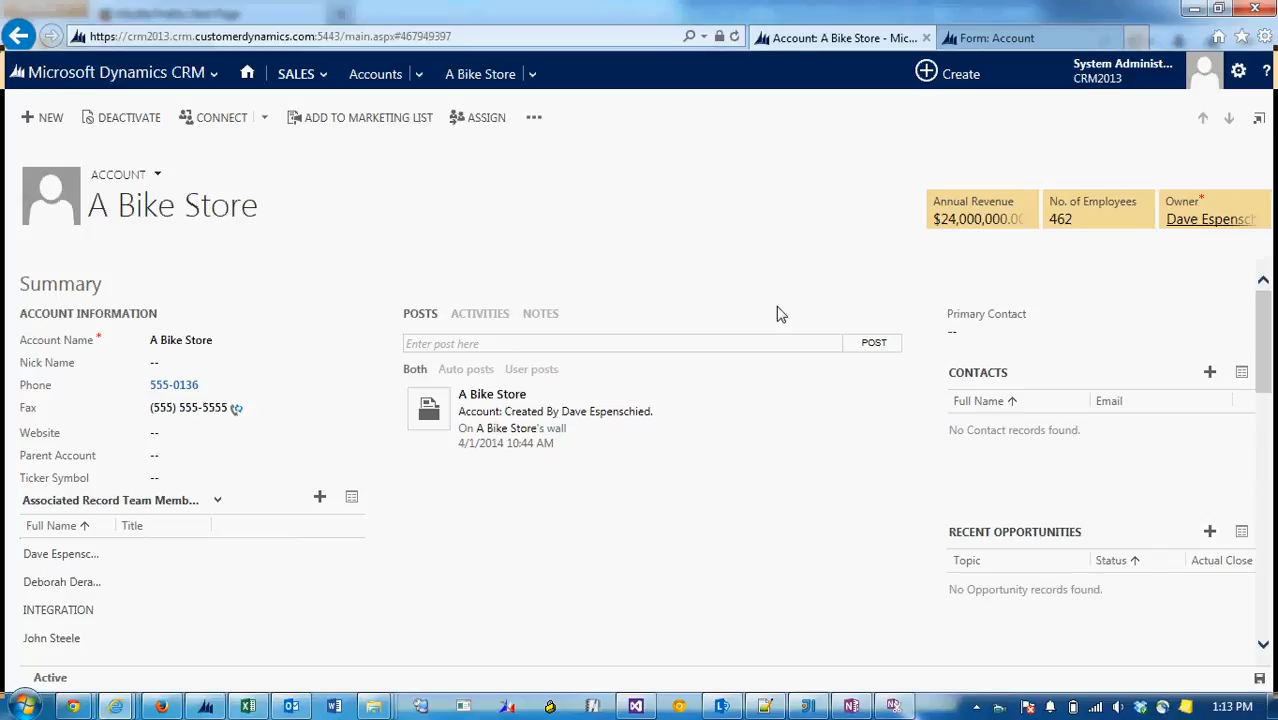 https://crm2013.crm.customerdynamics.com:5443/main.aspx#467949397
Account: A Bike Store - Mic...
Form: Account
Microsoft Dynamics CRM
SALES
Accounts
A Bike Store
Create
System Administ...
CRM2013
?
NEW
DEACTIVATE
CONNECT
ADD TO MARKETING LIST
ASSIGN
ACCOUNT
A Bike Store
Annual Revenue
$24,000,000.00
No. of Employees
462
Owner*
Dave Espensch
Summary
ACCOUNT INFORMATION
Account Name * A Bike Store
Nick Name --
Phone 555-0136
Fax (555) 555-5555
Website --
Parent Account --
Ticker Symbol --
Associated Record Team Memb...
Full Name Title
Dave Espensc...
Deborah Dera...
INTEGRATION
John Steele
POSTS ACTIVITIES NOTES
Enter post here POST
Both Auto posts User posts
A Bike Store
Account: Created By Dave Espenschied.
On A Bike Store's wall
4/1/2014 10:44 AM
Primary Contact
--
CONTACTS
Full Name Email
No Contact records found.
RECENT OPPORTUNITIES
Topic Status Actual Close
No Opportunity records found.
Active
1:13 PM